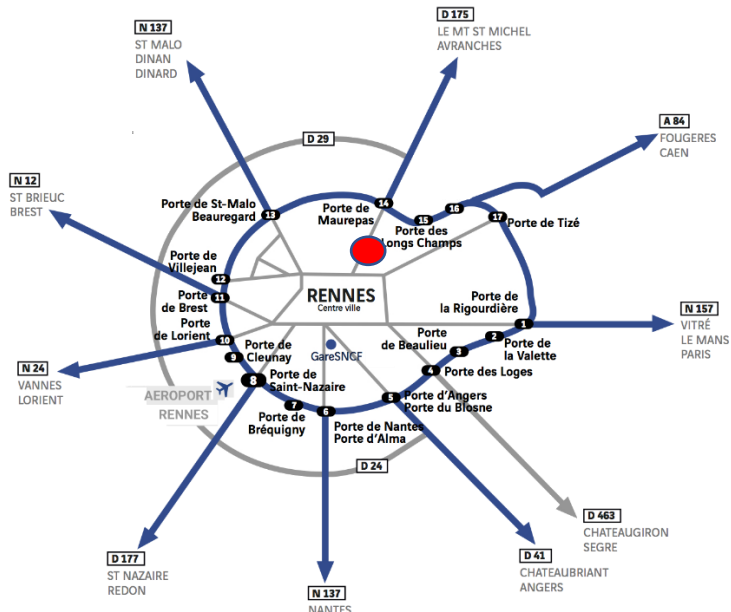 D 175
LE MT ST MICHEL
AVRANCHES
N 137
ST MALO
DINAN
DINARD
A 84
FOUGERES
CAEN
D 29
N 12
ST BRIEUC
BREST
14
Porte de
Maurepas
16
15
Porte des
Longs Champs
17
Porte de Tizé
Porte de St-Malo
Beauregard
13
Porte de
Villejean
12
11
Porte
de Brest
Porte
de Lorient
10
RENNES
Centre ville
Porte de
la Rigourdière
1
N 157
VITRÉ
LE MANS
PARIS
Porte
de Beaulieu
2
Porte de
la Valette
3
4
Porte des Loges
9
Porte de
Cleunay
GareSNCF
N 24
VANNES
LORIENT
AEROPORT
RENNES
8
Porte de
Saint-Nazaire
7
Porte de
Bréquigny
6
Porte de Nantes
Porte d'Alma
5
Porte d'Angers
Porte du Blosne
D 24
D 463
CHATEAUGIRON
SEGRE
D 41
CHATEAUBRIANT
ANGERS
D 177
ST NAZAIRE
REDON
N 137
NANTES